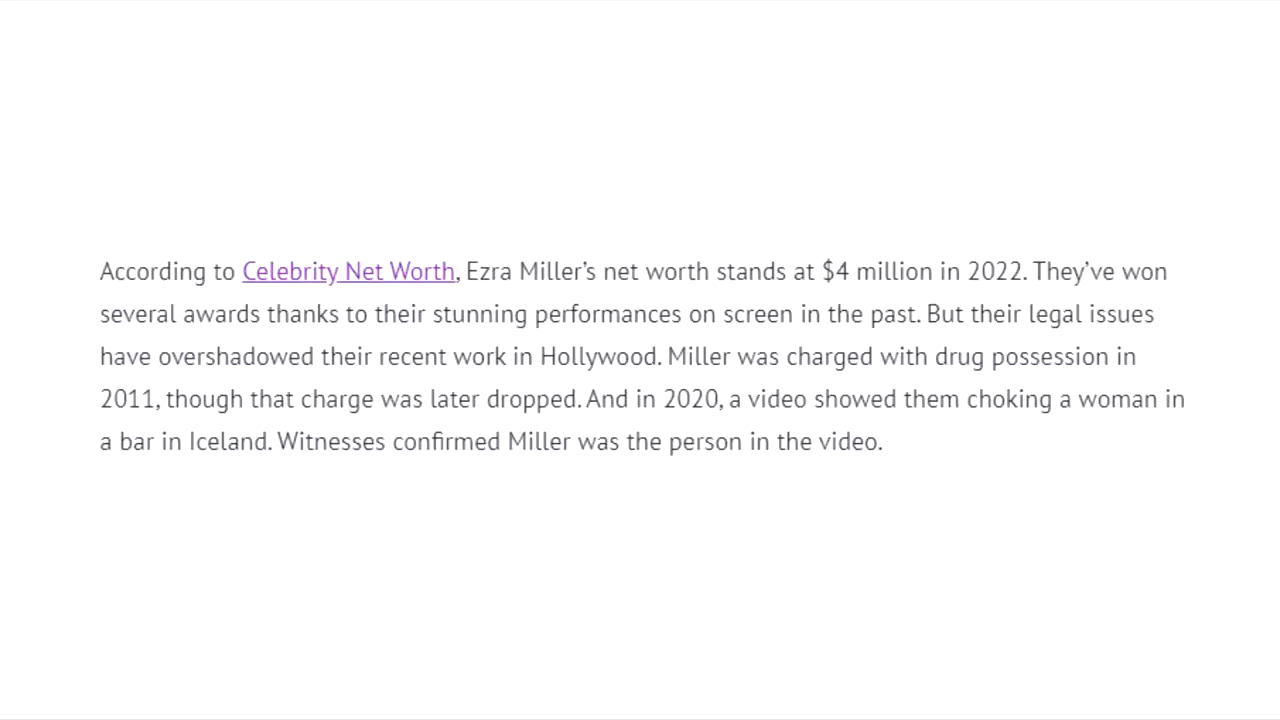 According to Celebrity Net Worth, Ezra Miller’s net worth stands at $4 million in 2022. They’ve won
several awards thanks to their stunning performances on screen in the past. But their legal issues
have overshadowed their recent work in Hollywood. Miller was charged with drug possession in
2011, though that charge was later dropped. And in 2020, a video showed them choking a woman in
a bar in Iceland. Witnesses confirmed Miller was the person in the video.